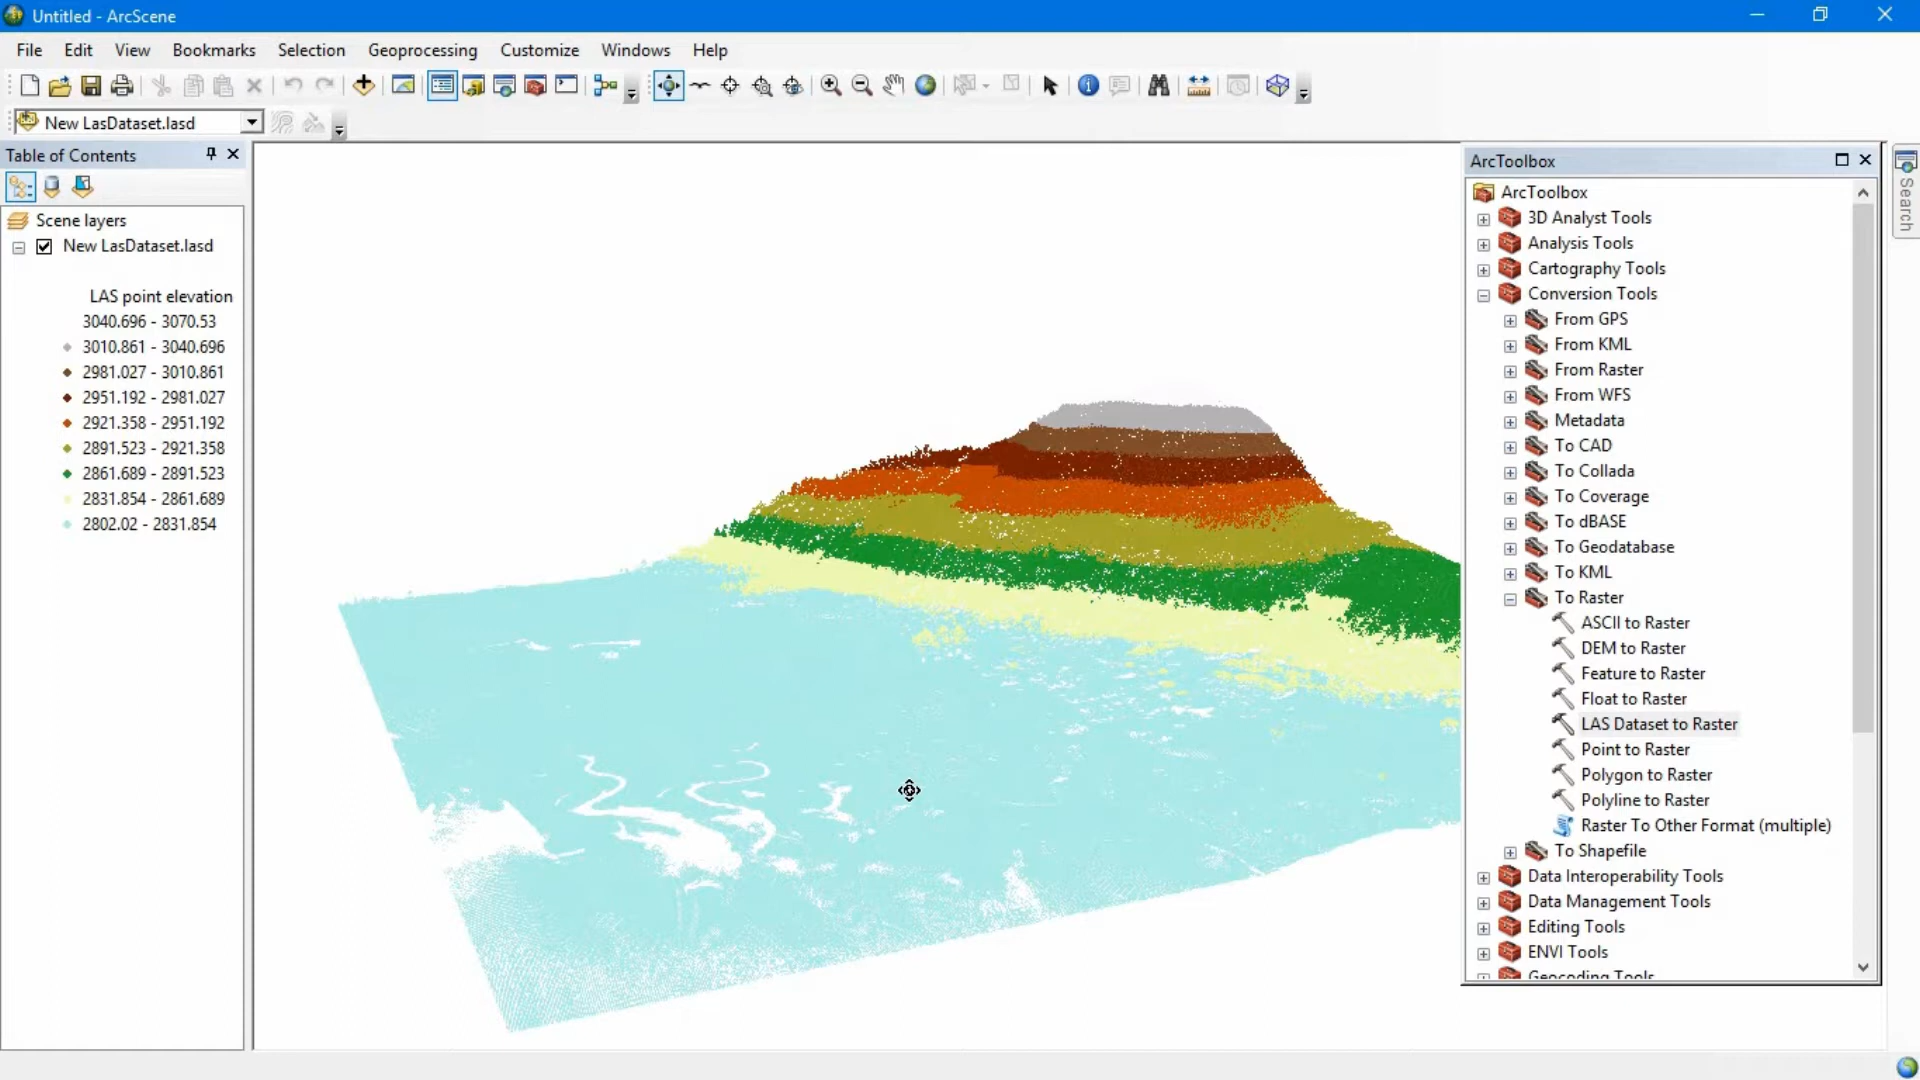 Untitled - ArcScene
File Edit View Bookmarks Selection Geoprocessing Customize Windows Help
New LasDataset.lasd
Table of Contents
Scene layers
New LasDataset.lasd
LAS point elevation
3040.696 - 3070.53
3010.861 - 3040.696
2981.027 - 3010.861
2951.192 - 2981.027
2921.358 - 2951.192
2891.523 - 2921.358
2861.689 - 2891.523
2831.854 - 2861.689
2802.02 - 2831.854
ArcToolbox
ArcToolbox
3D Analyst Tools
Analysis Tools
Cartography Tools
Conversion Tools
From GPS
From KML
From Raster
From WFS
Metadata
To CAD
To Collada
To Coverage
To dBASE
To Geodatabase
To KML
To Raster
ASCII to Raster
DEM to Raster
Feature to Raster
Float to Raster
LAS Dataset to Raster
Point to Raster
Polygon to Raster
Polyline to Raster
Raster To Other Format (multiple)
To Shapefile
Data Interoperability Tools
Data Management Tools
Editing Tools
ENVI Tools
Geocoding Tools
Search